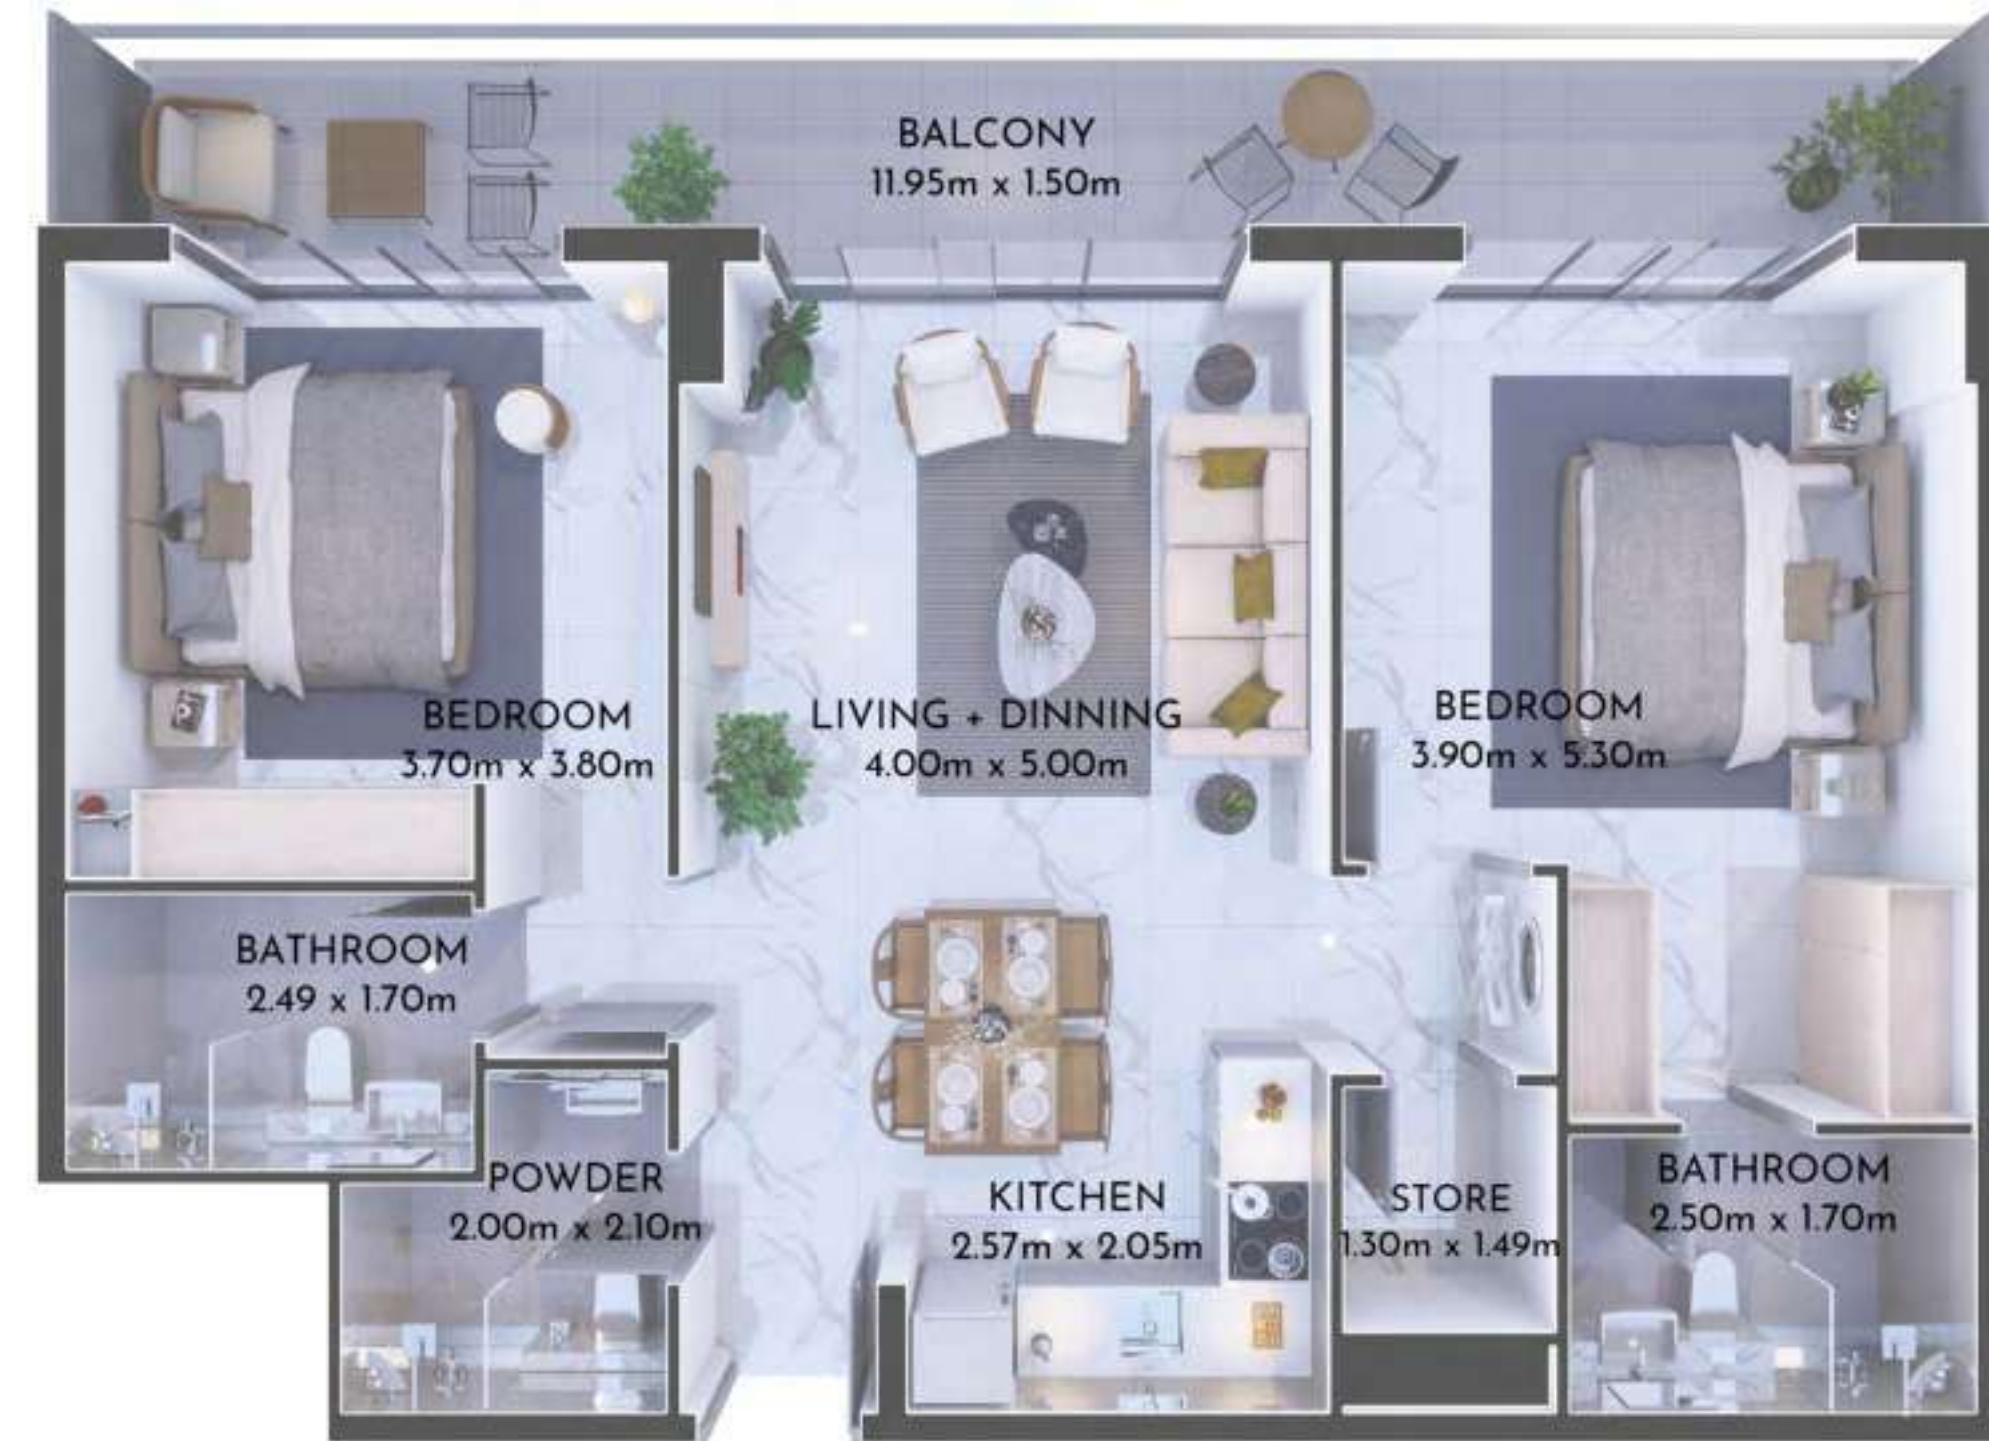 BALCONY
11.95m x 1.50m
BEDROOM
3.70m x 3.80m
LIVING + DINNING
4.00m x 5.00m
BEDROOM
3.90m x 5.30m
BATHROOM
2.49 x 1.70m
POWDER
2.00m x 2.10m
KITCHEN
2.57m x 2.05m
STORE
1.30m x 1.49m
BATHROOM
2.50m x 1.70m